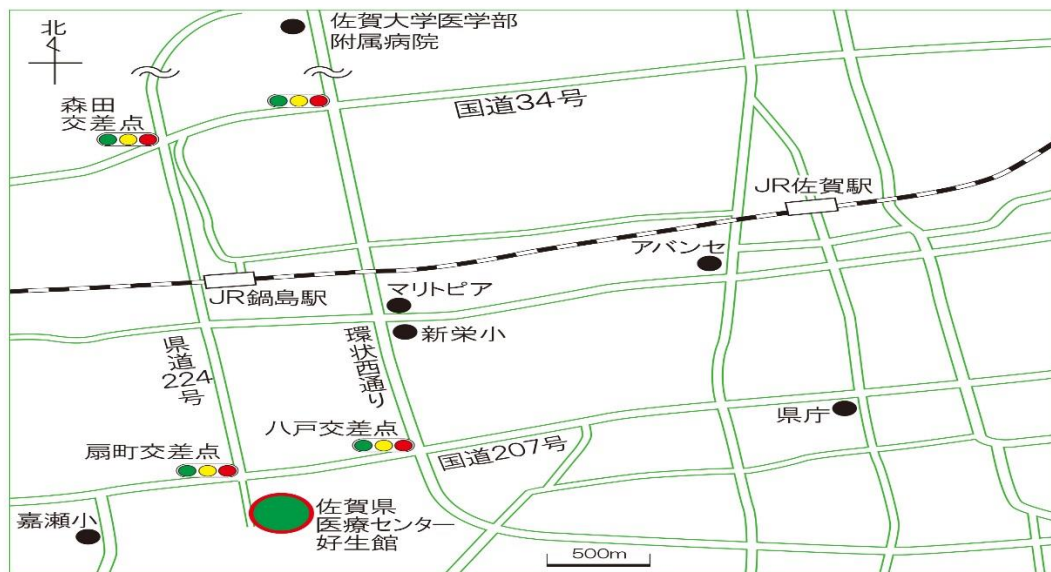 北
佐賀大学医学部
附属病院
森田
交差点
国道34号
JR佐賀駅
アバンセ
JR鍋島駅
マリトピア
新栄小
県道224号
環状西通り
県庁
八戸交差点
国道207号
扇町交差点
嘉瀬小
佐賀県
医療センター
好生館
500m